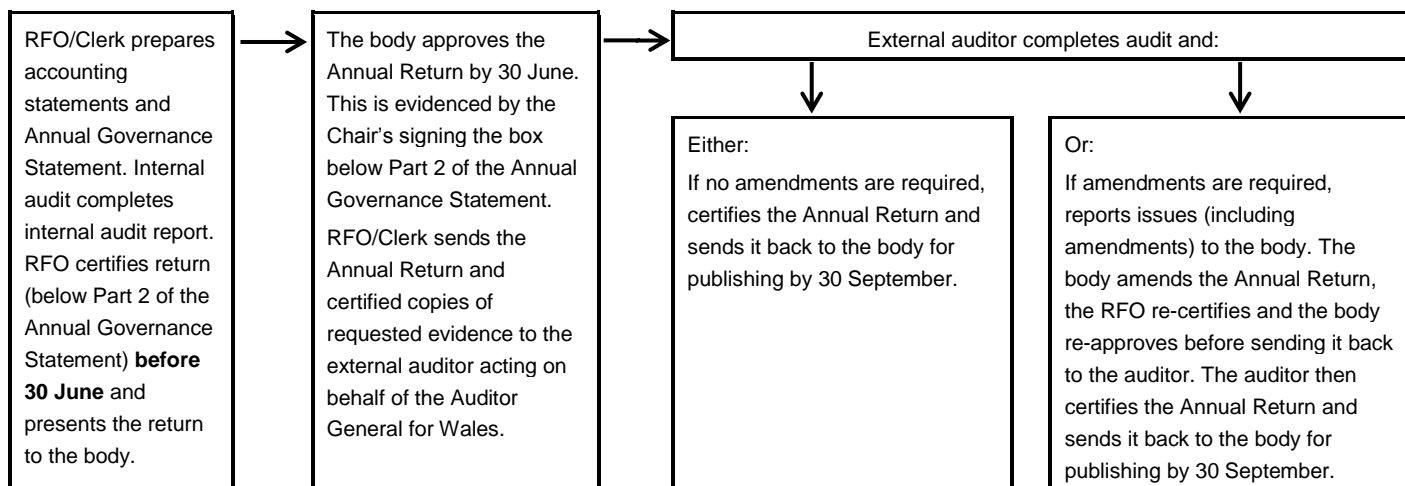 RFO/Clerk prepares
accounting
statements and
Annual Governance
Statement. Internal
audit completes
internal audit report.
RFO certifies return
(below Part 2 of the
Annual Governance
Statement) before
30 June and
presents the return
to the body.
The body approves the
Annual Return by 30 June.
This is evidenced by the
Chair’s signing the box
below Part 2 of the Annual
Governance Statement.
RFO/Clerk sends the
Annual Return and
certified copies of
requested evidence to the
external auditor acting on
behalf of the Auditor
General for Wales.
External auditor completes audit and:
Either:
If no amendments are required,
certifies the Annual Return and
sends it back to the body for
publishing by 30 September.
Or:
If amendments are required,
reports issues (including
amendments) to the body. The
body amends the Annual Return,
the RFO re-certifies and the body
re-approves before sending it back
to the auditor. The auditor then
certifies the Annual Return and
sends it back to the body for
publishing by 30 September.